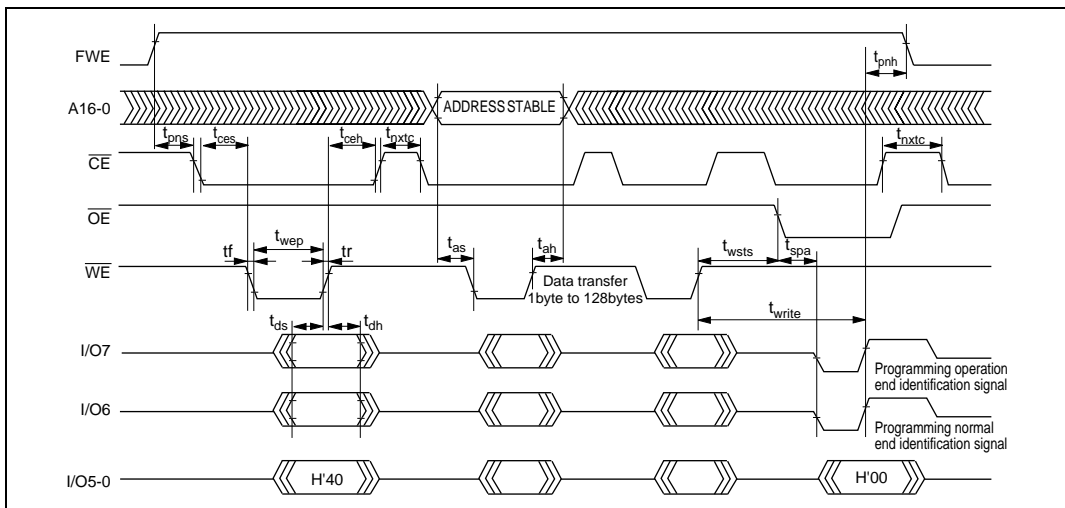 FWE
tpnh
A16-0
ADDRESS STABLE
tpns
tces
tceh
tnxtc
tnxtc
CE
OE
twep
tf
tr
tas
tah
twsts
tspa
WE
Data transfer
1byte to 128bytes
twrite
tds
tdh
I/O7
Programming operation
end identification signal
I/O6
Programming normal
end identification signal
I/O5-0
H'40
H'00